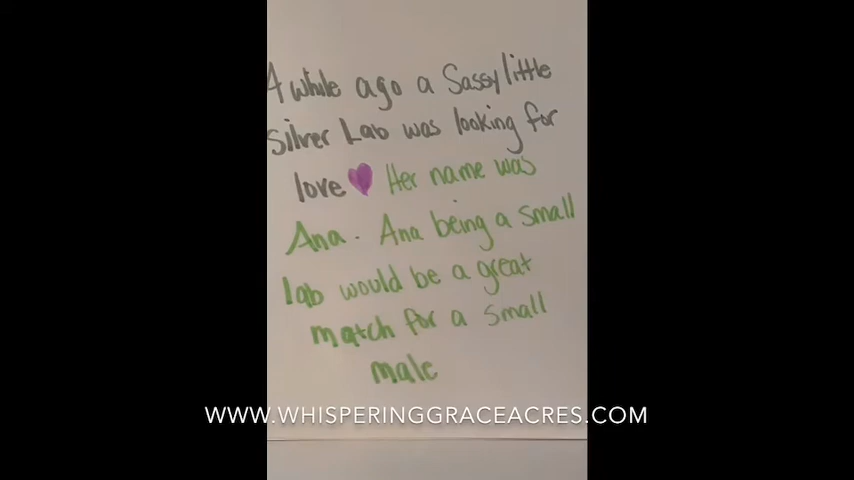 A while ago a Sassy little
Silver Lab was looking for
love Her name was
Ana. Ana being a small
lab would be a great
match for a small
male
WWW.WHISPERINGGRACEACRES.COM